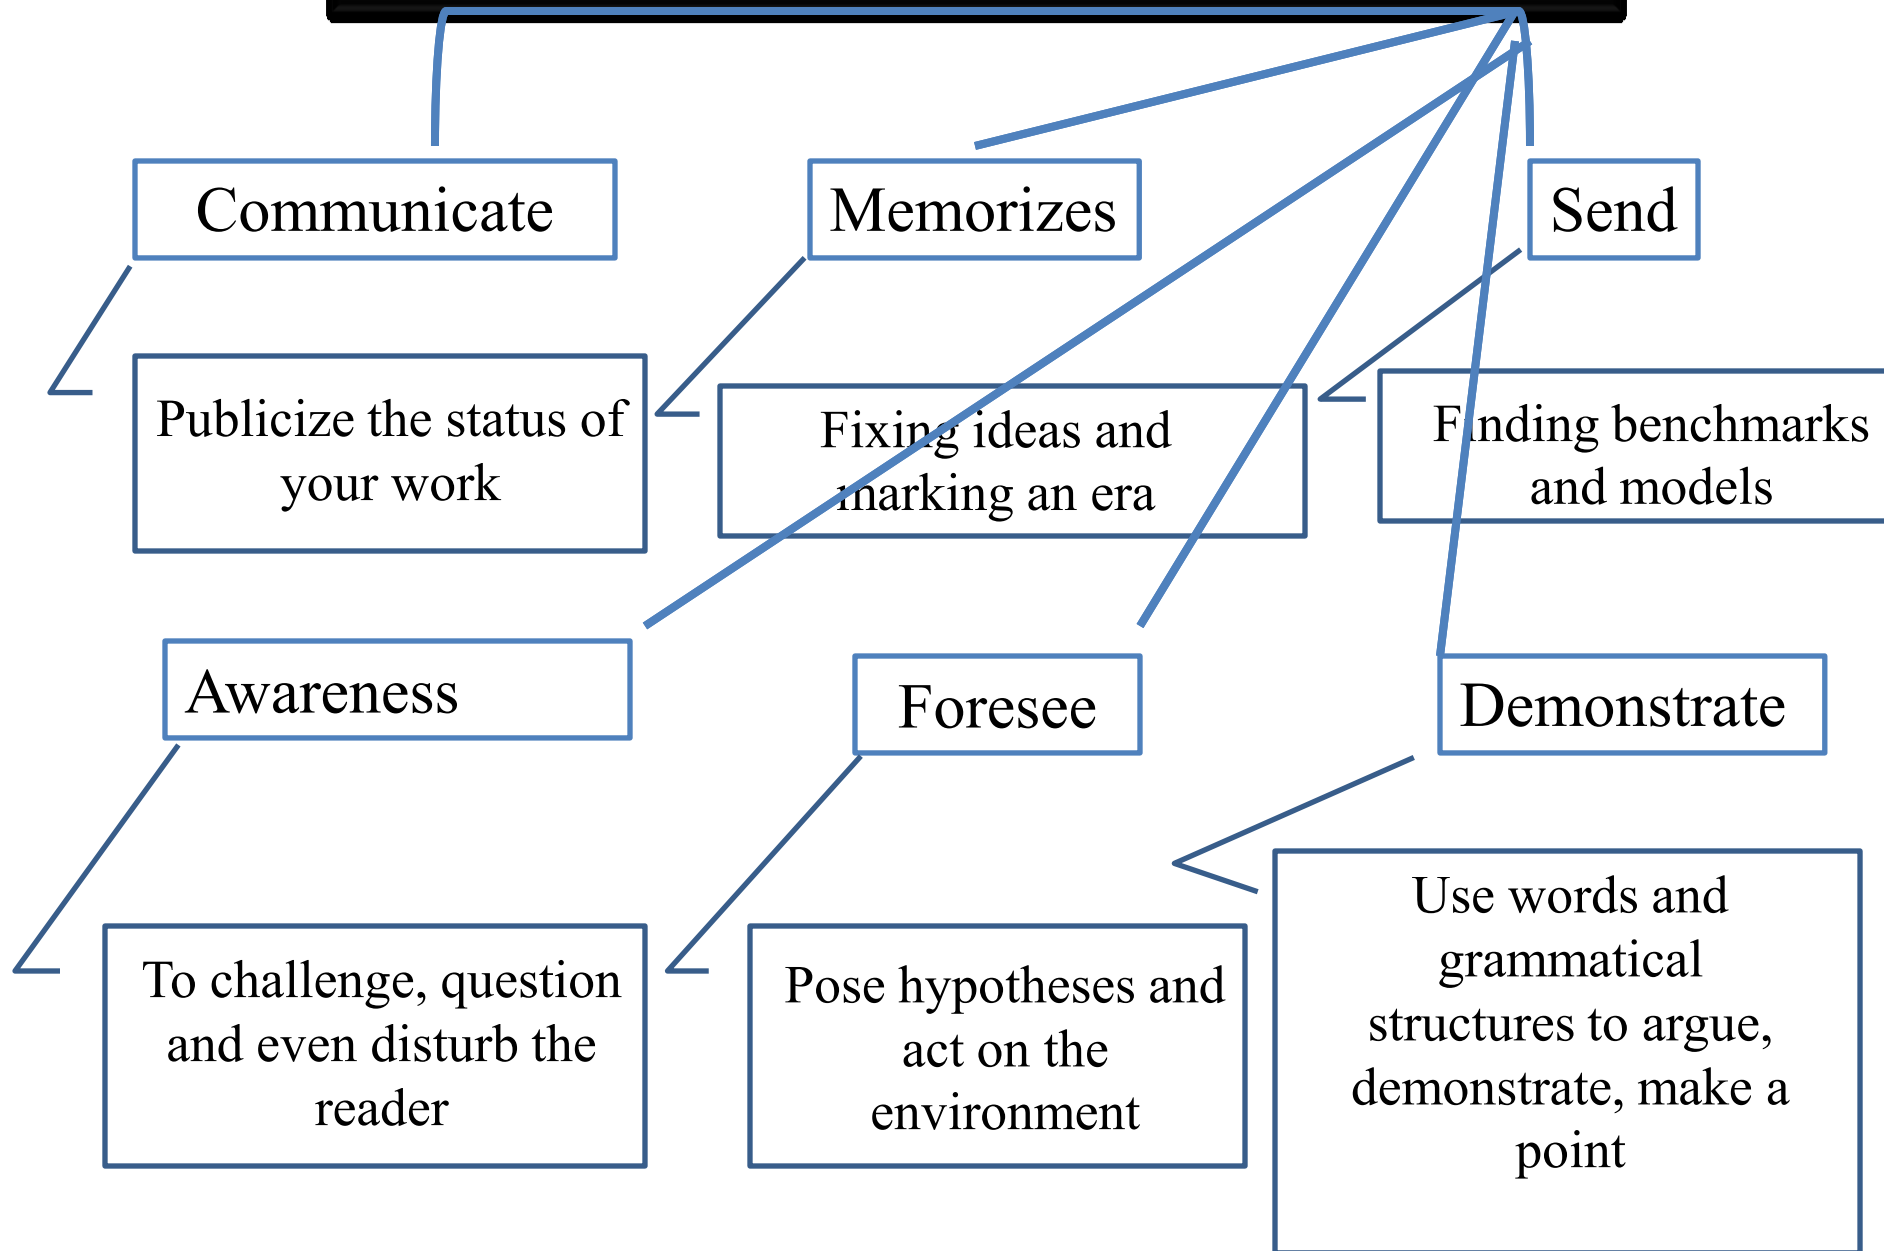 Communicate
Memorizes
Send
Publicize the status of
your work
Fixing ideas and
marking an era
Finding benchmarks
and models
Awareness
Foresee
Demonstrate
To challenge, question
and even disturb the
reader
Pose hypotheses and
act on the
environment
Use words and
grammatical
structures to argue,
demonstrate, make a
point